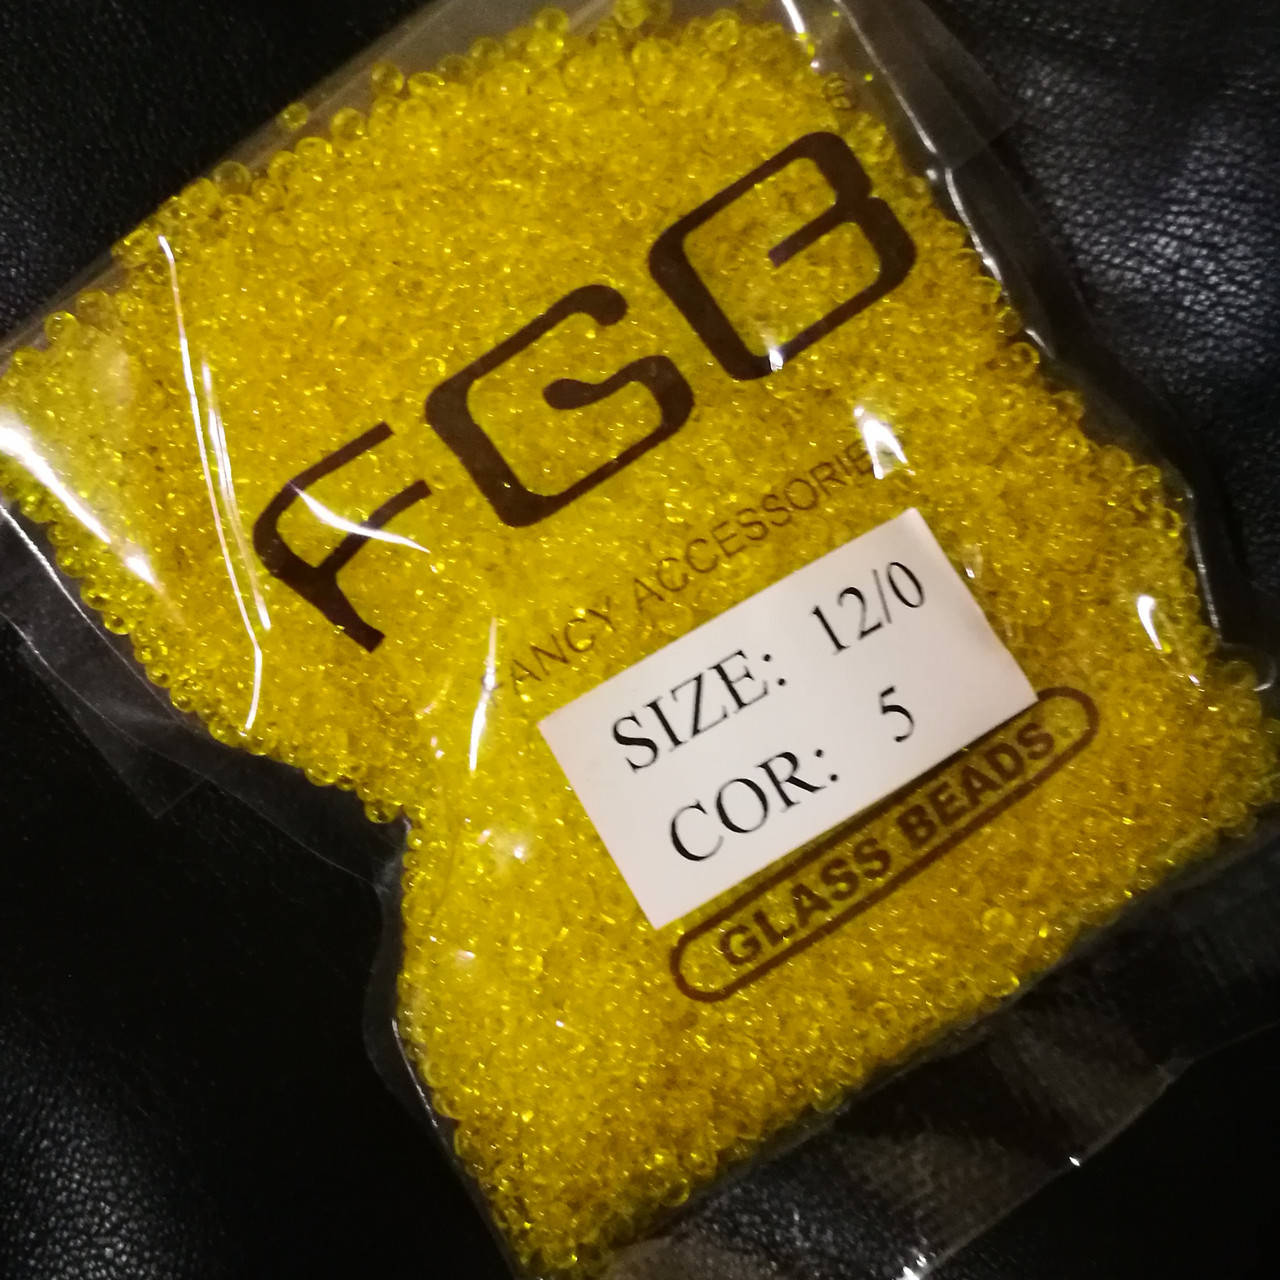 FGB
FANCY ACCESSORIES
SIZE: 12/0
COR: 5
GLASS BEADS